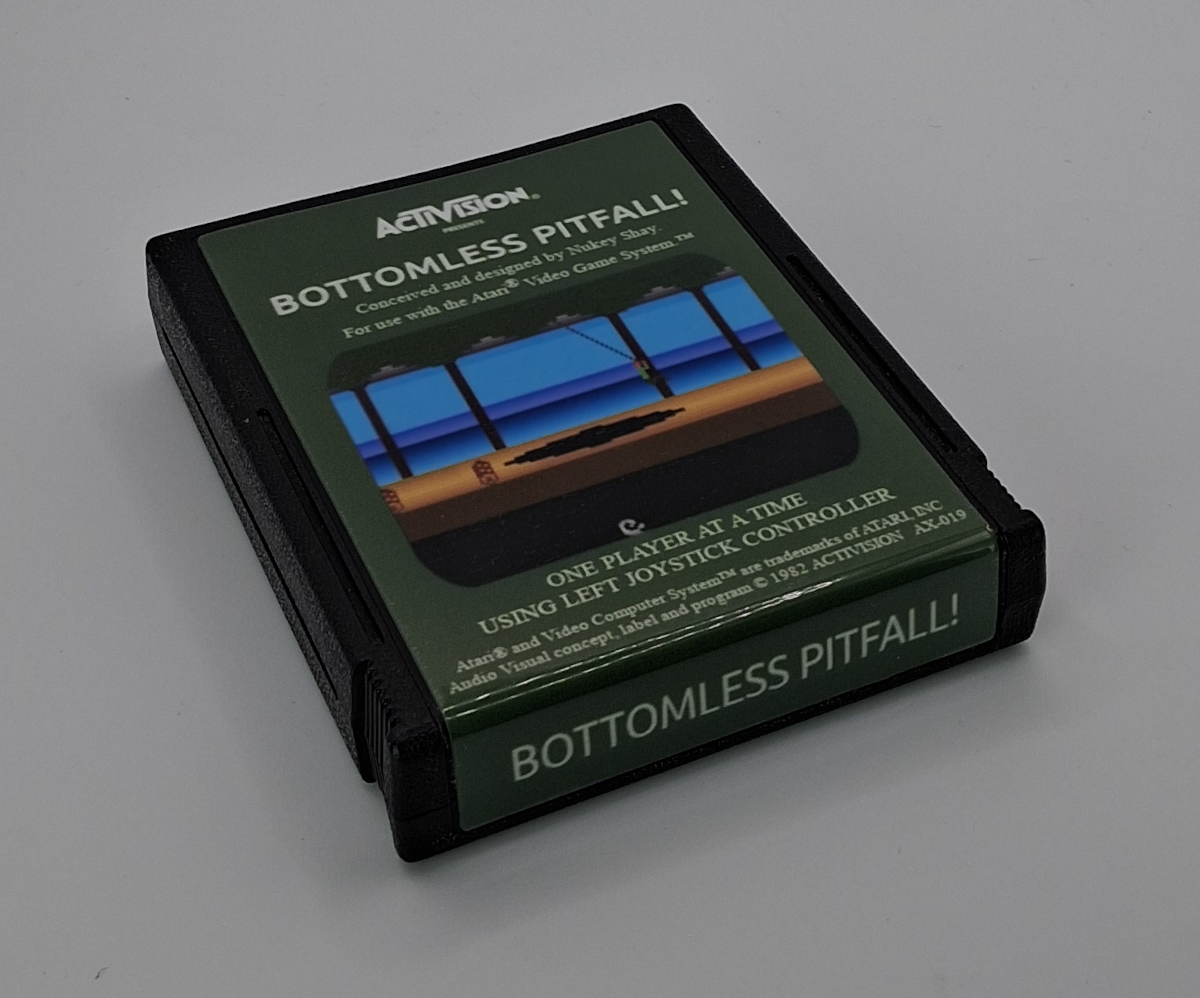 ACTIVISION®
PRESENTS
BOTTOMLESS PITFALL!
Conceived and designed by Nukey Shay.
For use with the Atari® Video Game System.™
ONE PLAYER AT A TIME
USING LEFT JOYSTICK CONTROLLER
Atari® and Video Computer System™ are trademarks of ATARI, INC
Audio Visual concept, label and program © 1982 ACTIVISION AX-019
BOTTOMLESS PITFALL!